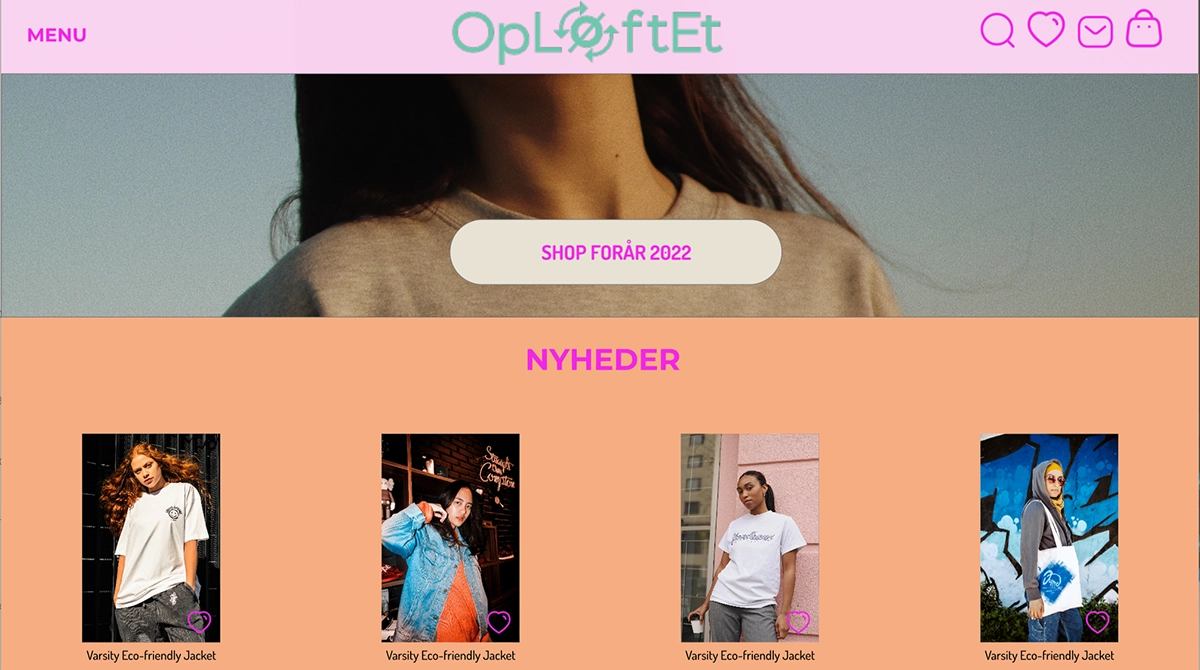 MENU
OpLøftEt
SHOP FORÅR 2022
NYHEDER
Varsity Eco-friendly Jacket
Varsity Eco-friendly Jacket
Varsity Eco-friendly Jacket
Varsity Eco-friendly Jacket